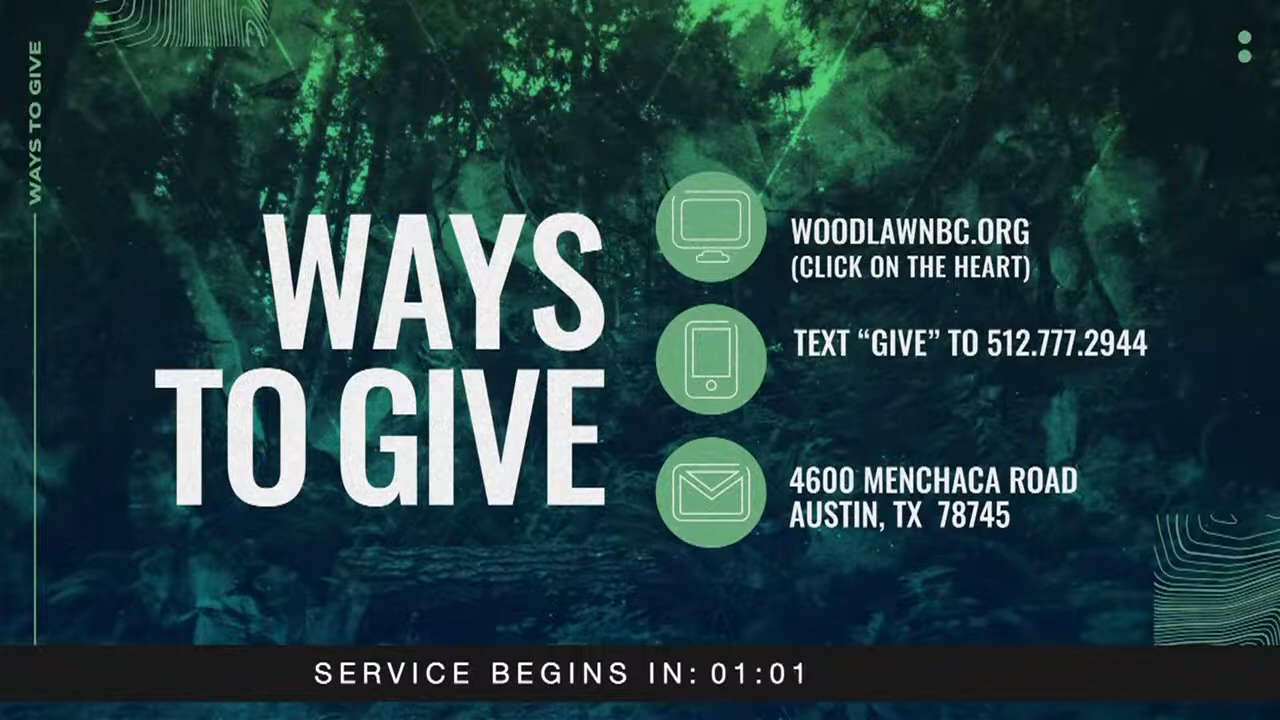 WAYS TO GIVE
WAYS
TO GIVE
WOODLAWNBC.ORG
(CLICK ON THE HEART)
TEXT “GIVE” TO 512.777.2944
4600 MENCHACA ROAD
AUSTIN, TX 78745
SERVICE BEGINS IN: 01:01